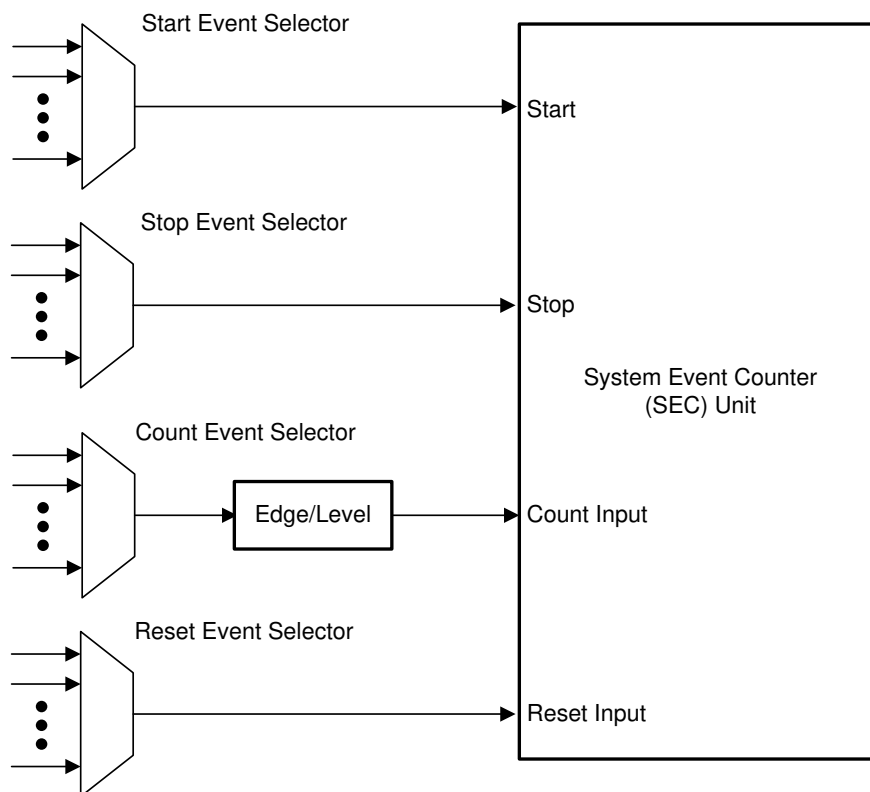 Start Event Selector
Start
Stop Event Selector
Stop
System Event Counter
(SEC) Unit
Count Event Selector
Edge/Level
Count Input
Reset Event Selector
Reset Input